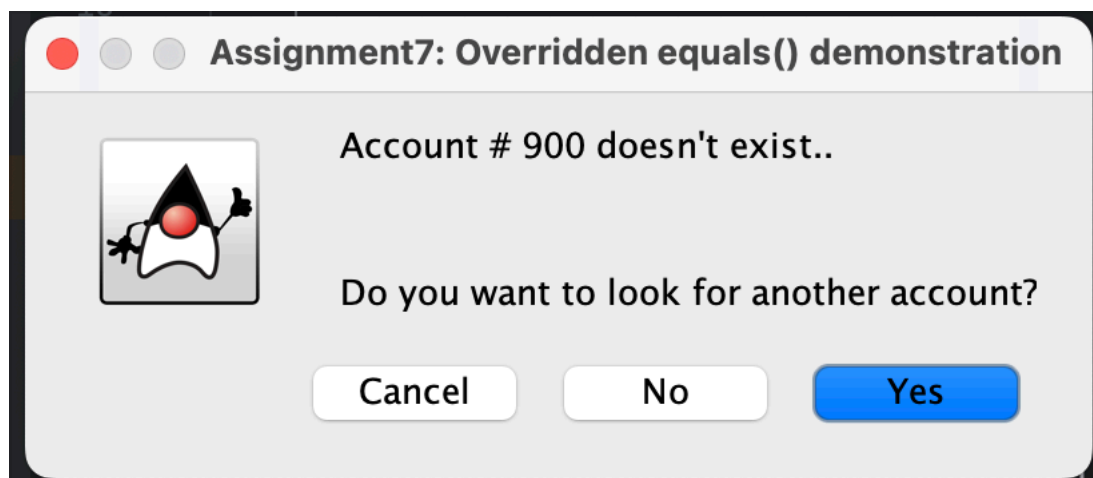 Assignment7: Overridden equals() demonstration
Account # 900 doesn't exist..
Do you want to look for another account?
Cancel No Yes